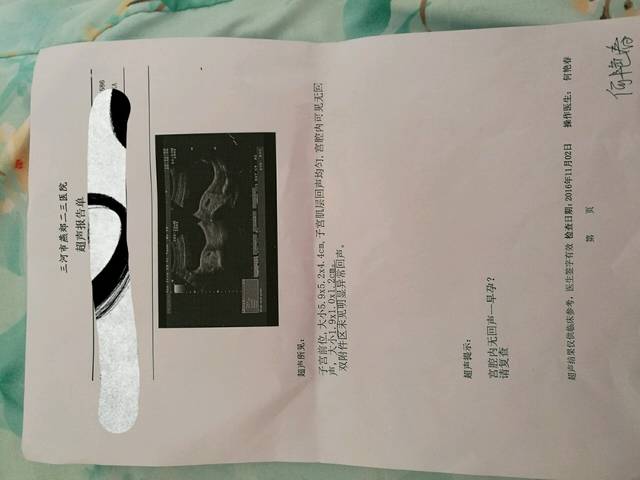 三河市燕郊二三医院
超声报告单
超声所见:
子宫前位,大小5.9x5.2x4.4cm,子宫肌层回声均匀,宫腔内可见无回
声,大小1.9x1.0x1.2cm。
双附件区未见明显异常回声。
超声提示:
宫腔内无回声—早孕?
请复查
超声结果仅供临床参考,医生签字有效 检查日期:2016年11月02日 操作医生: 何艳春
第 页
何艳春